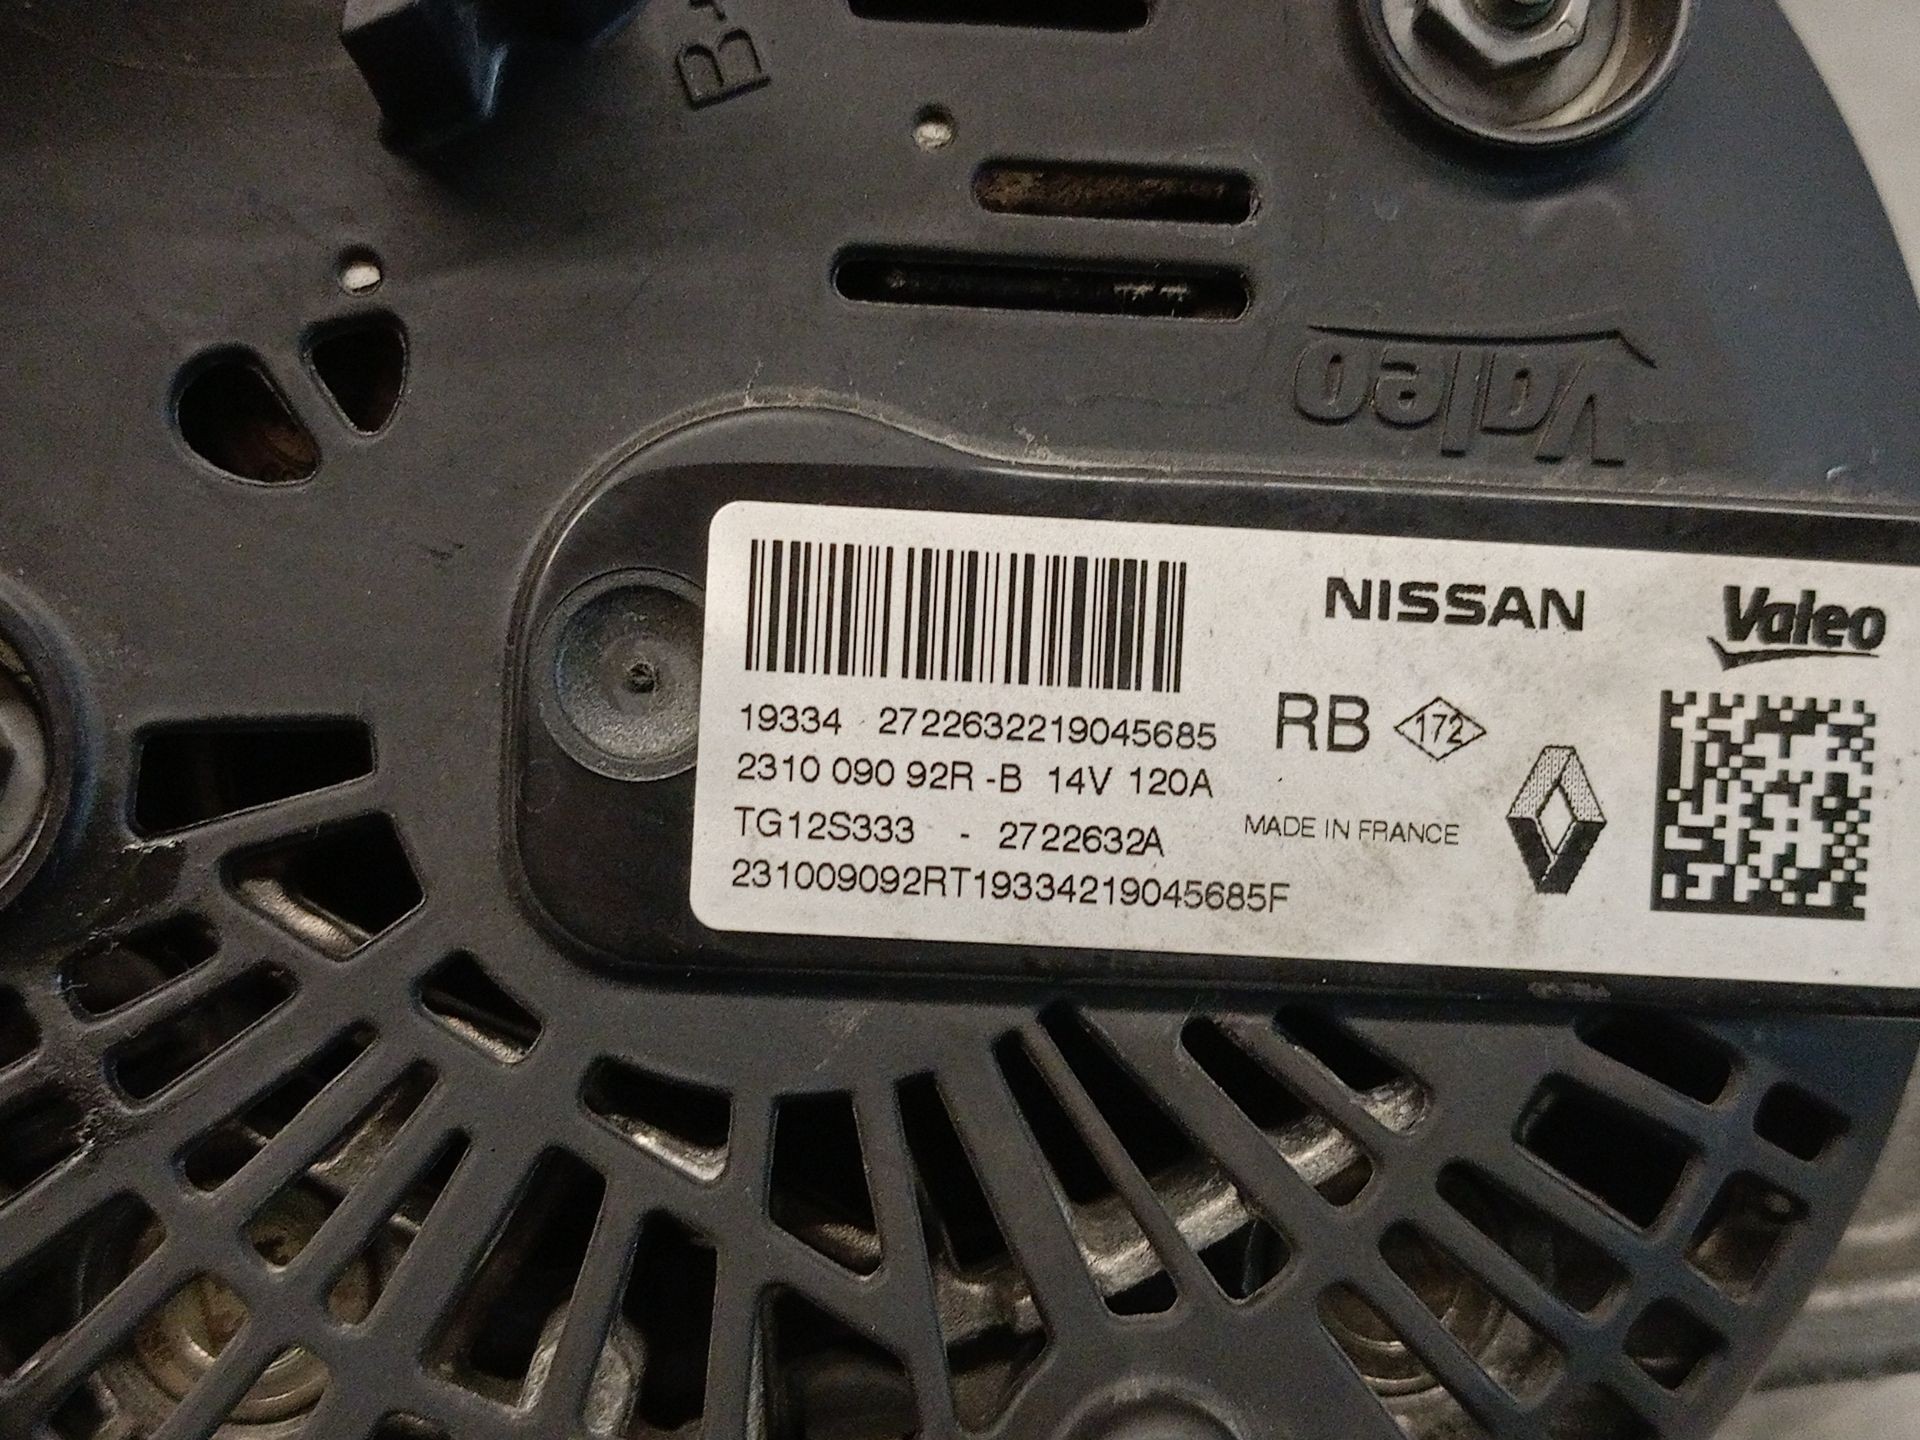 B+
Valeo
NISSAN
Valeo
19334 2722632219045685
RB 172
2310 090 92R -B 14V 120A
TG12S333 - 2722632A
MADE IN FRANCE
231009092RT19334219045685F